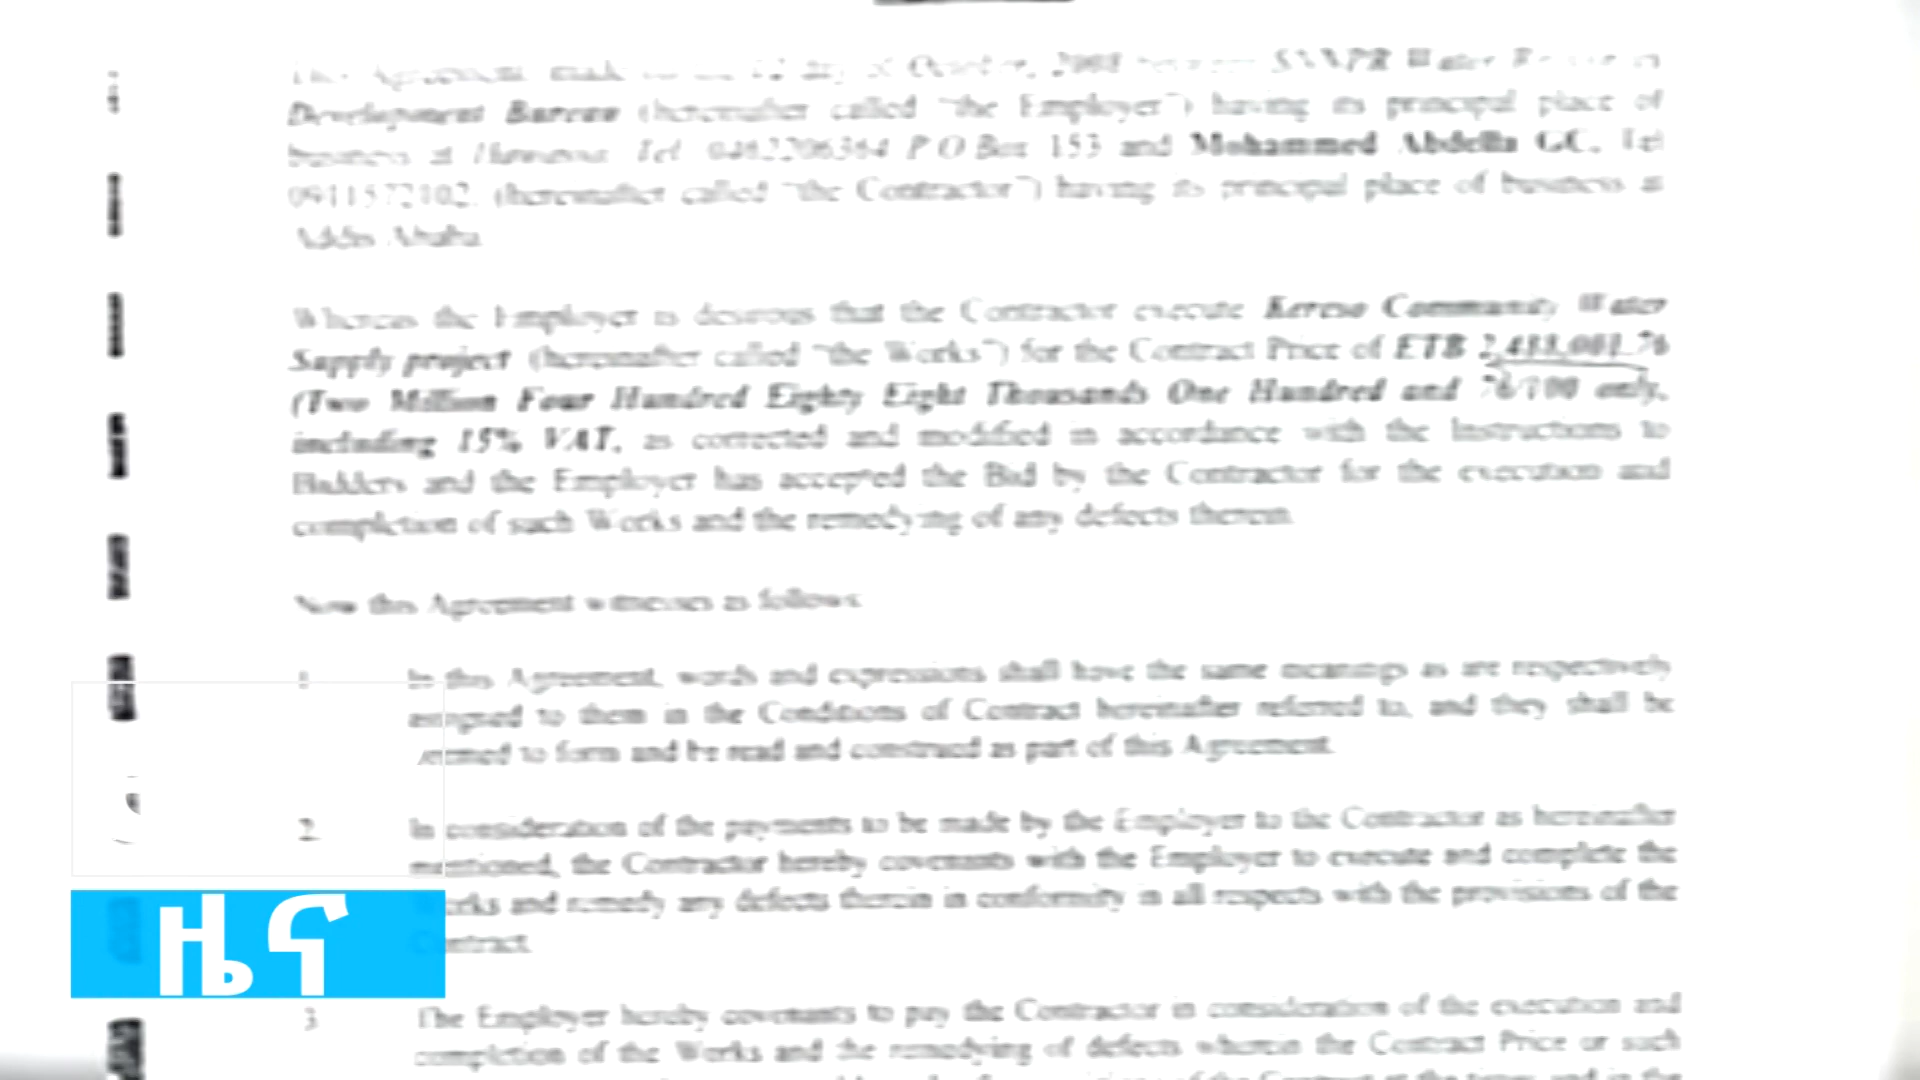 This Agreement, made day of October, 2008 between SNNPR Water
Development Bureau (hereinafter called "the Employer") having its principal place of
business at Hawassa Tel 0462206364 P O Box 153 and Mohammed Abdella GC, Tel
0911572102, (hereinafter called "the Contractor") having its principal place of business at
Addis Ababa
Whereas the Employer is desirous that the Contractor execute Kereso Community Water
Supply project (hereinafter called "the Works") for the Contract Price of ETB
(Two Million Four Hundred Eighty Eight Thousands One Hundred and 76/100 only,
including 15% VAT, as corrected and modified in accordance with the Instructions to
Bidders and the Employer has accepted the Bid by the Contractor for the execution and
completion of such Works and the remedying of any defects therein
Now this Agreement witnesses as follows
1 In this Agreement, words and expressions shall have the same meanings as are respectively
assigned to them in the Conditions of Contract hereinafter referred to, and they shall be
to form and be read and construed as part of this Agreement.
2 In consideration of the payments to be made by the Employer to the Contractor as hereinafter
mentioned, the Contractor hereby covenants with the Employer to execute and complete the
Works and remedy any defects therein in conformity in all respects with the provisions of the
Contract
ዜና
3 The Employer hereby covenants to pay the Contractor in consideration of the execution and
completion of the Works and the remedying of defects wherein the Contract Price or such